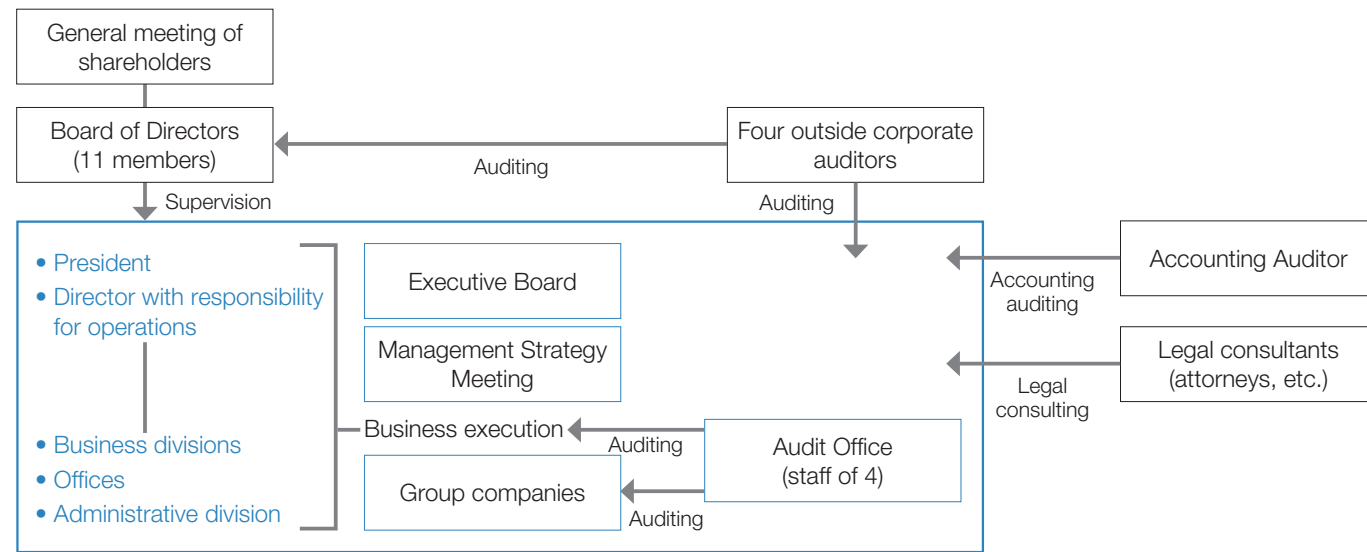 General meeting of
shareholders
Board of Directors
(11 members)
Four outside corporate
auditors
Auditing
Supervision
Auditing
• President
• Director with responsibility
for operations
• Business divisions
• Offices
• Administrative division
Executive Board
Management Strategy
Meeting
Business execution
Auditing
Group companies
Auditing
Audit Office
(staff of 4)
Accounting Auditor
Accounting
auditing
Legal consultants
(attorneys, etc.)
Legal
consulting